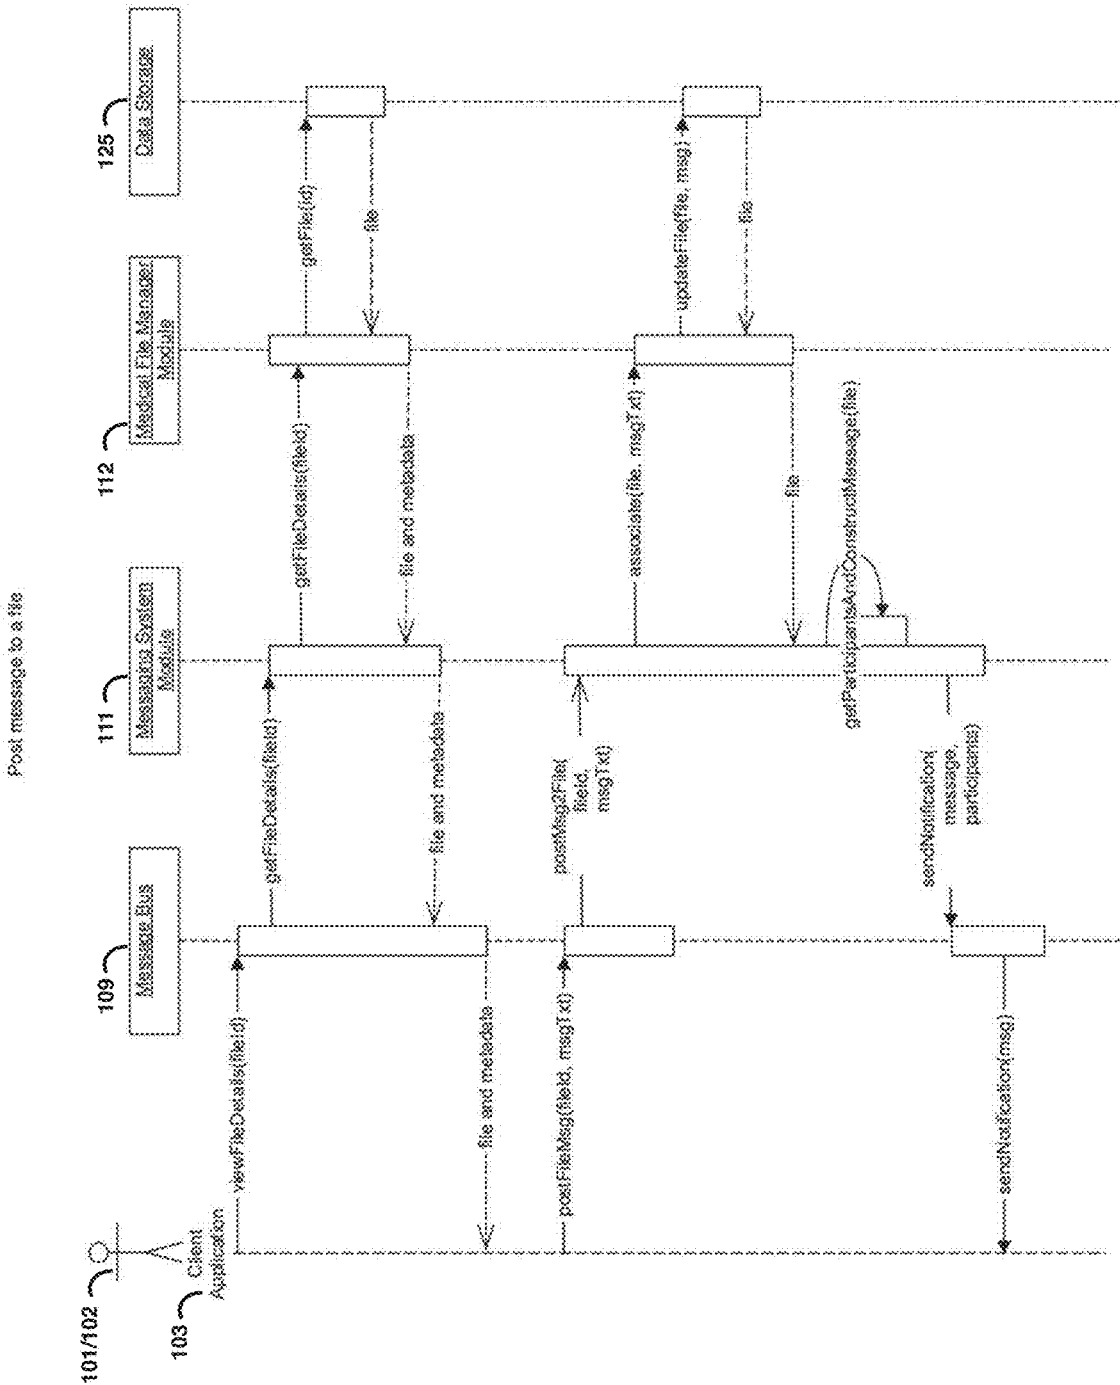 Post message to a file
101/102
103
Client
Application
109
Message Bus
111
Messaging System
Module
112
Medical File Manager
Module
125
Data Storage
viewFileDetails(fileId)
getFileDetails(fileId)
getFileDetails(fileId)
getFile(id)
file
file and metadate
file and metadate
file and metadate
postFileMsg(fileId, msgTxt)
postMsg2File(
fileId,
msgTxt)
associate(file, msgTxt)
updateFile(file, msg)
file
file
getParticipantsAndConstructMessage(file)
sendNotification(
message,
participants)
sendNotification(msg)